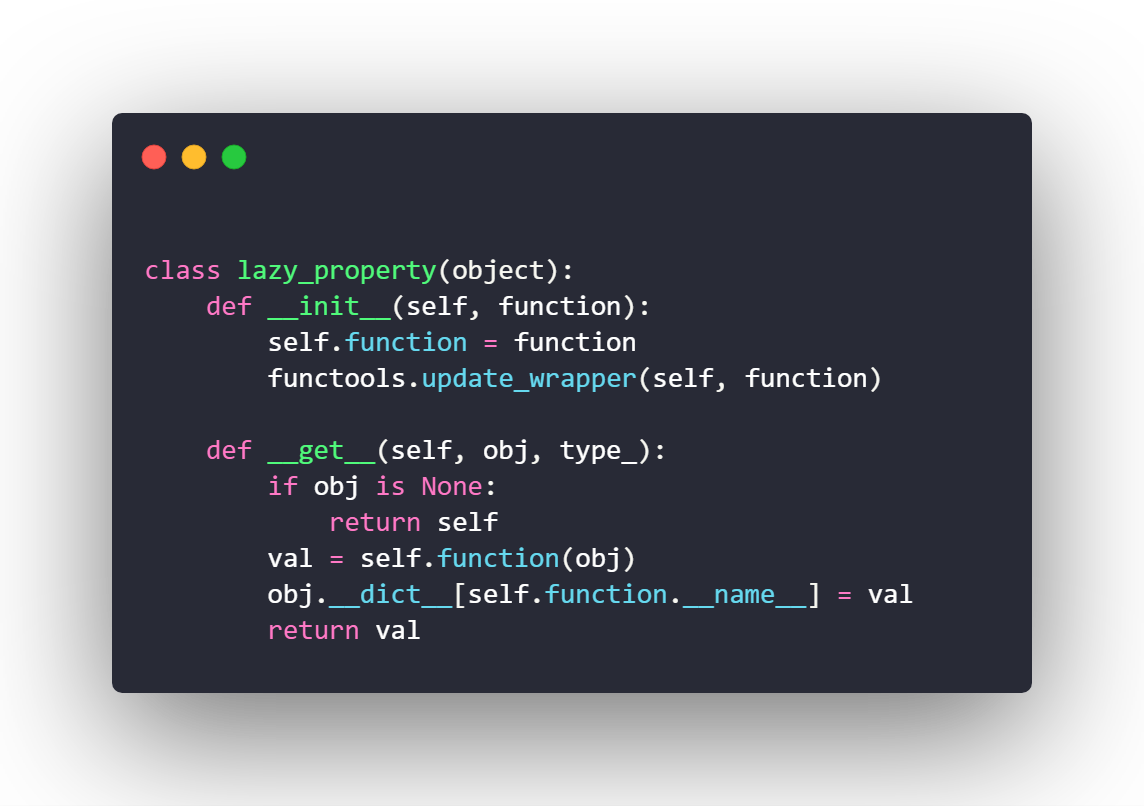 class lazy_property(object):
    def __init__(self, function):
        self.function = function
        functools.update_wrapper(self, function)

    def __get__(self, obj, type_):
        if obj is None:
            return self
        val = self.function(obj)
        obj.__dict__[self.function.__name__] = val
        return val